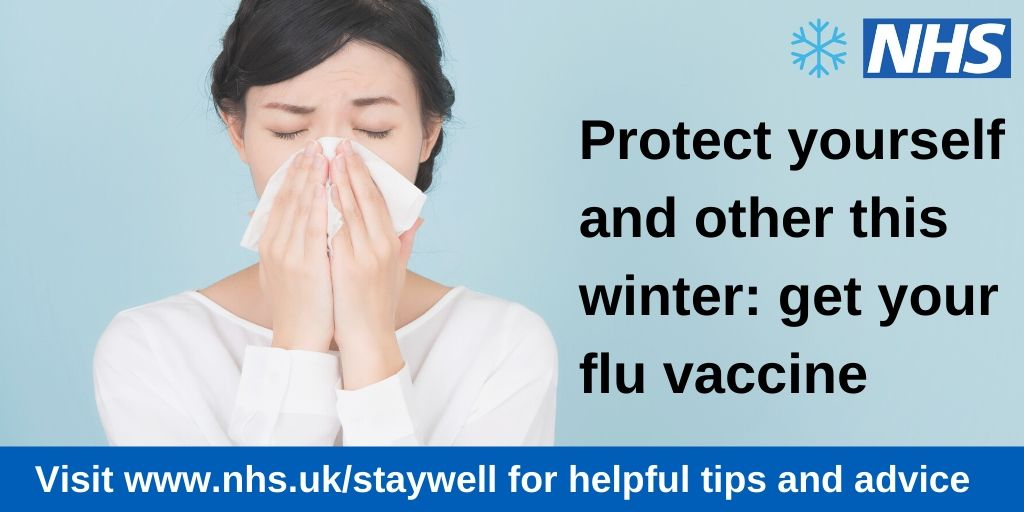 NHS
Protect yourself
and other this
winter: get your
flu vaccine
Visit www.nhs.uk/staywell for helpful tips and advice